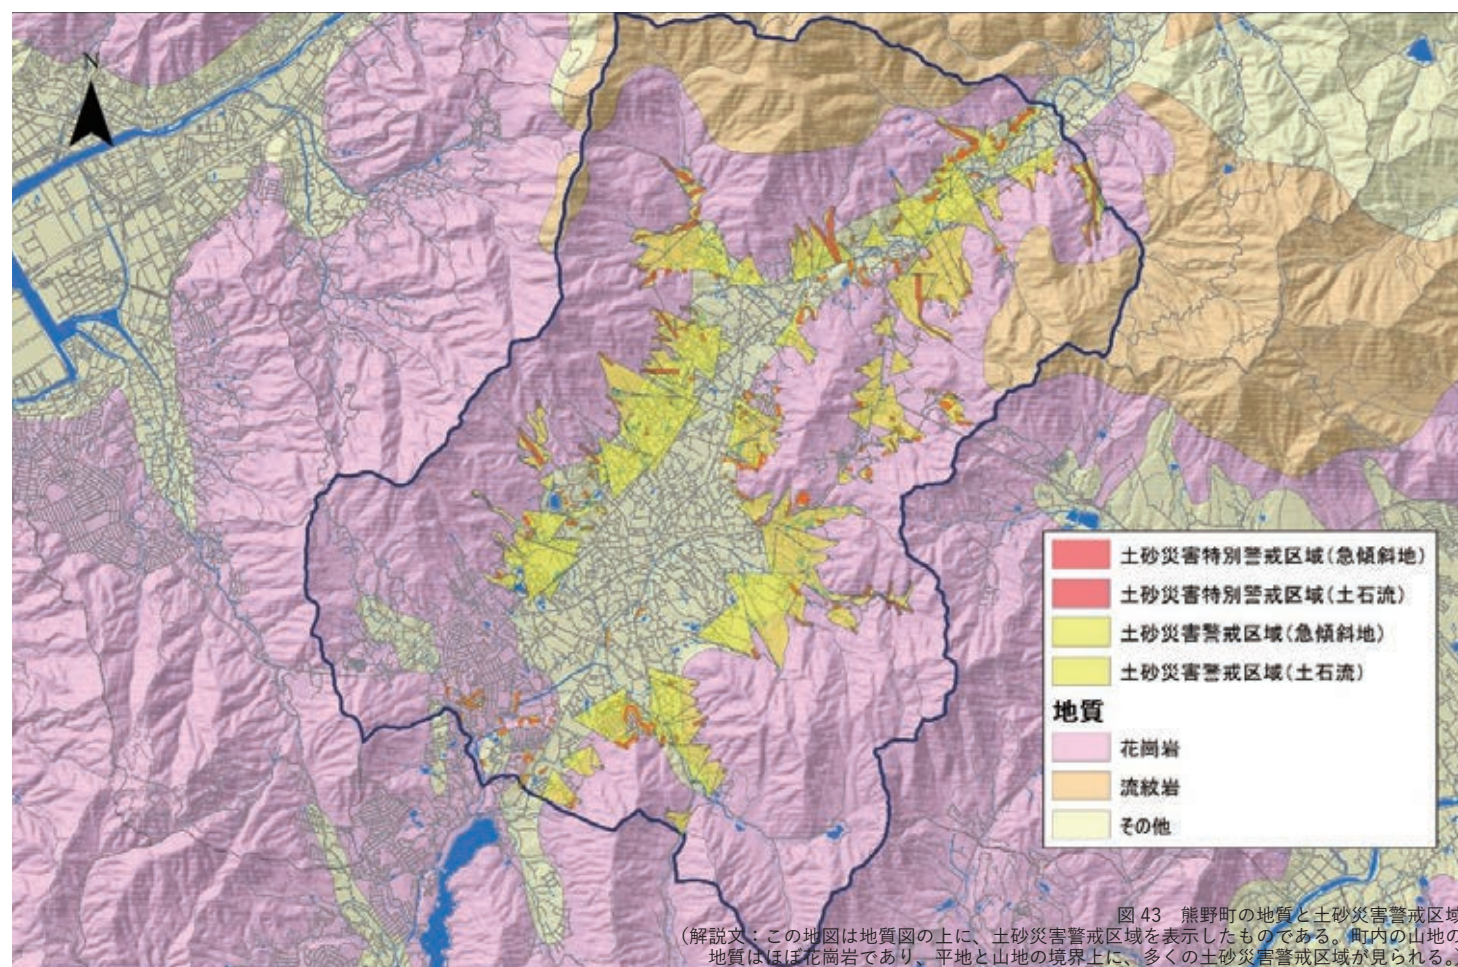 N
土砂災害特別警戒区域(急傾斜地)
土砂災害特別警戒区域(土石流)
土砂災害警戒区域(急傾斜地)
土砂災害警戒区域(土石流)
地質
花崗岩
流紋岩
その他
図 43　熊野町の地質と土砂災害警戒区域
（解説文：この地図は地質図の上に、土砂災害警戒区域を表示したものである。町内の山地の
地質はほぼ花崗岩であり、平地と山地の境界上に、多くの土砂災害警戒区域が見られる。）